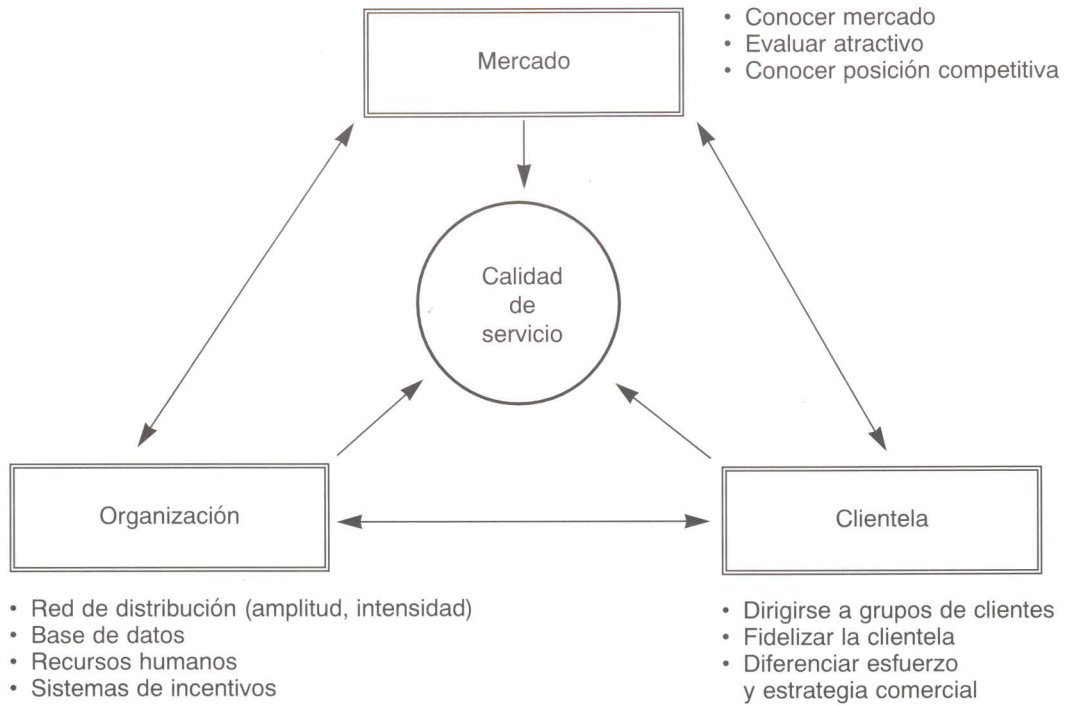 Mercado
• Conocer mercado
• Evaluar atractivo
• Conocer posición competitiva
Calidad
de
servicio
Organización
• Red de distribución (amplitud, intensidad)
• Base de datos
• Recursos humanos
• Sistemas de incentivos
Clientela
• Dirigirse a grupos de clientes
• Fidelizar la clientela
• Diferenciar esfuerzo
y estrategia comercial